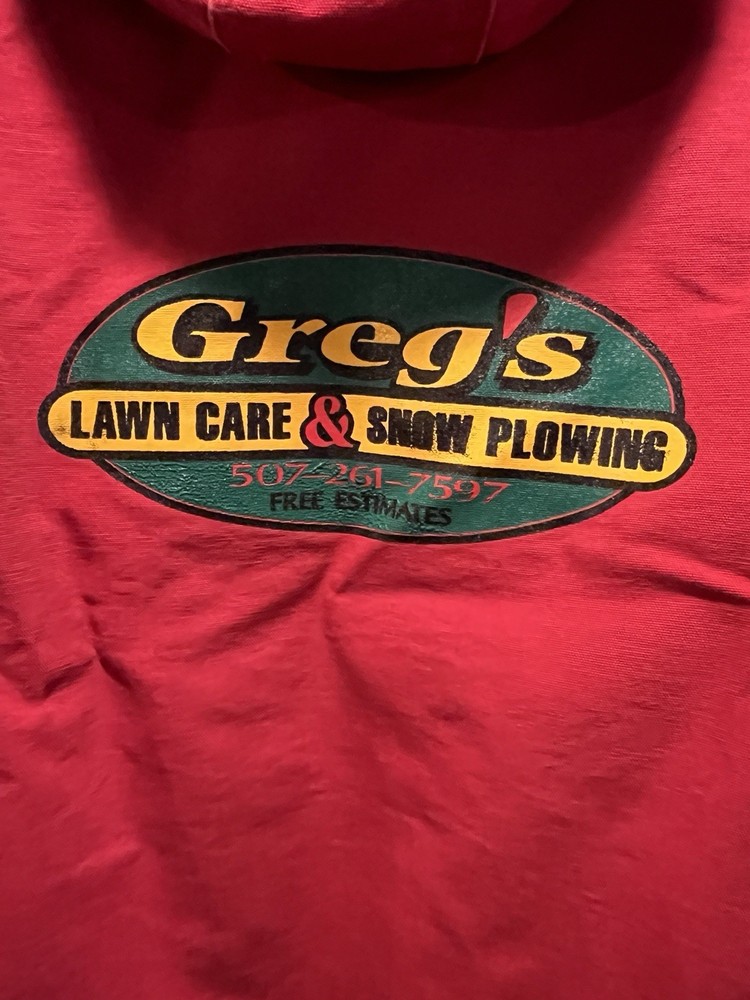 Greg's
LAWN CARE & SNOW PLOWING
507-261-7597
FREE ESTIMATES